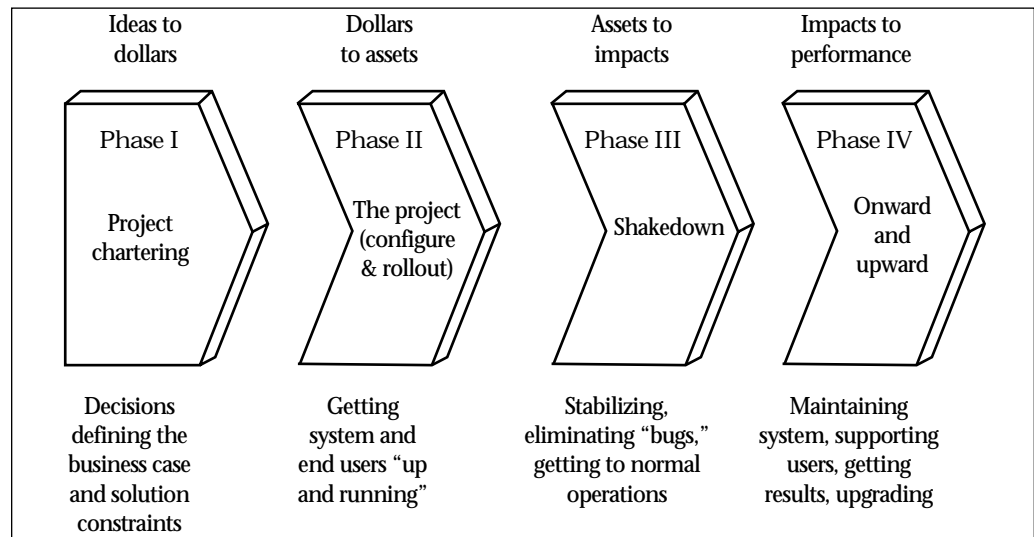 Ideas to
dollars
Phase I
Project
chartering
Decisions
defining the
business case
and solution
constraints
Dollars
to assets
Phase II
The project
(configure
& rollout)
Getting
system and
end users “up
and running”
Assets to
impacts
Phase III
Shakedown
Stabilizing,
eliminating “bugs,”
getting to normal
operations
Impacts to
performance
Phase IV
Onward
and
upward
Maintaining
system, supporting
users, getting
results, upgrading